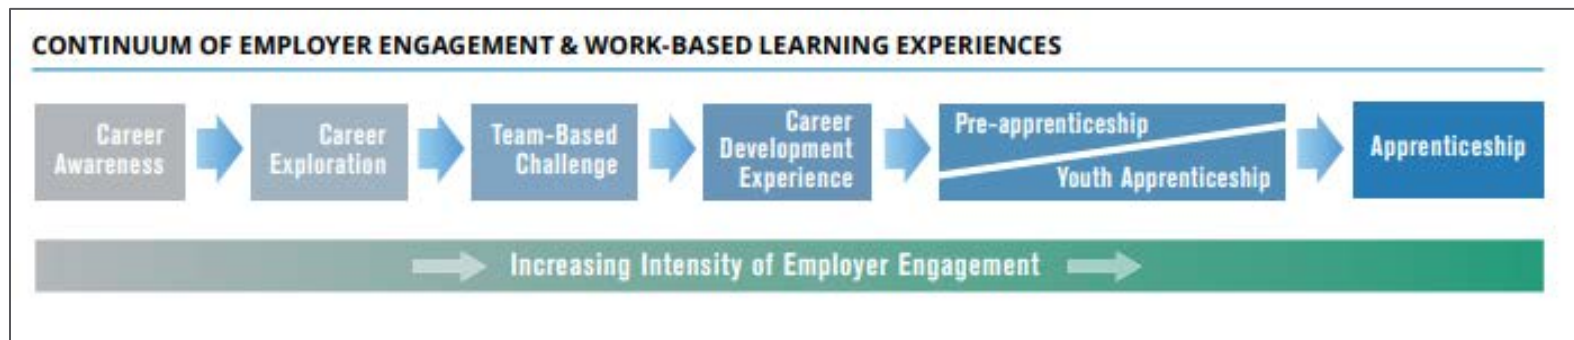 CONTINUUM OF EMPLOYER ENGAGEMENT & WORK-BASED LEARNING EXPERIENCES
Career
Awareness
Career
Exploration
Team-Based
Challenge
Career
Development
Experience
Pre-apprenticeship
Youth Apprenticeship
Apprenticeship
Increasing Intensity of Employer Engagement